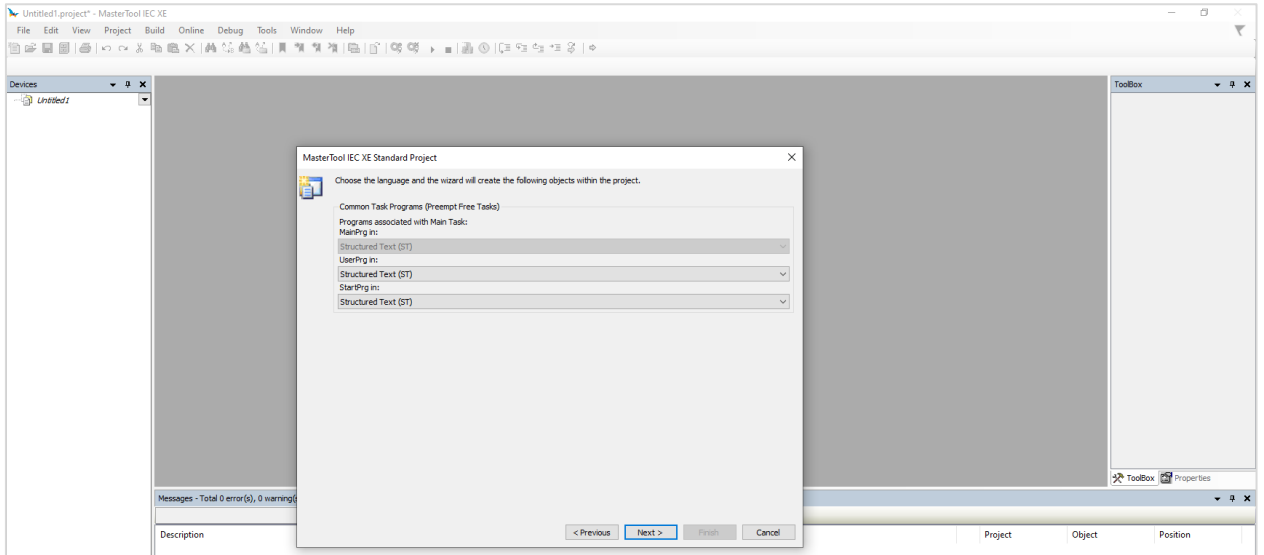 Untitled1.project* - MasterTool IEC XE
File Edit View Project Build Online Debug Tools Window Help
Devices
Untitled1
ToolBox
MasterTool IEC XE Standard Project
Choose the language and the wizard will create the following objects within the project.
Common Task Programs (Preempt Free Tasks)
Programs associated with Main Task:
MainPrg in:
Structured Text (ST)
UserPrg in:
Structured Text (ST)
StartPrg in:
Structured Text (ST)
< Previous Next > Finish Cancel
ToolBox Properties
Messages - Total 0 error(s), 0 warning(s
Description Project Object Position